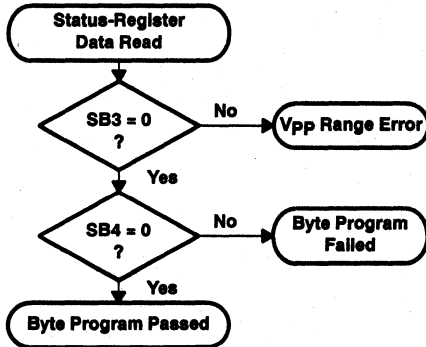 Status-Register
Data Read
SB3 = 0
?
No
VPP Range Error
Yes
SB4 = 0
?
No
Byte Program
Failed
Yes
Byte Program Passed